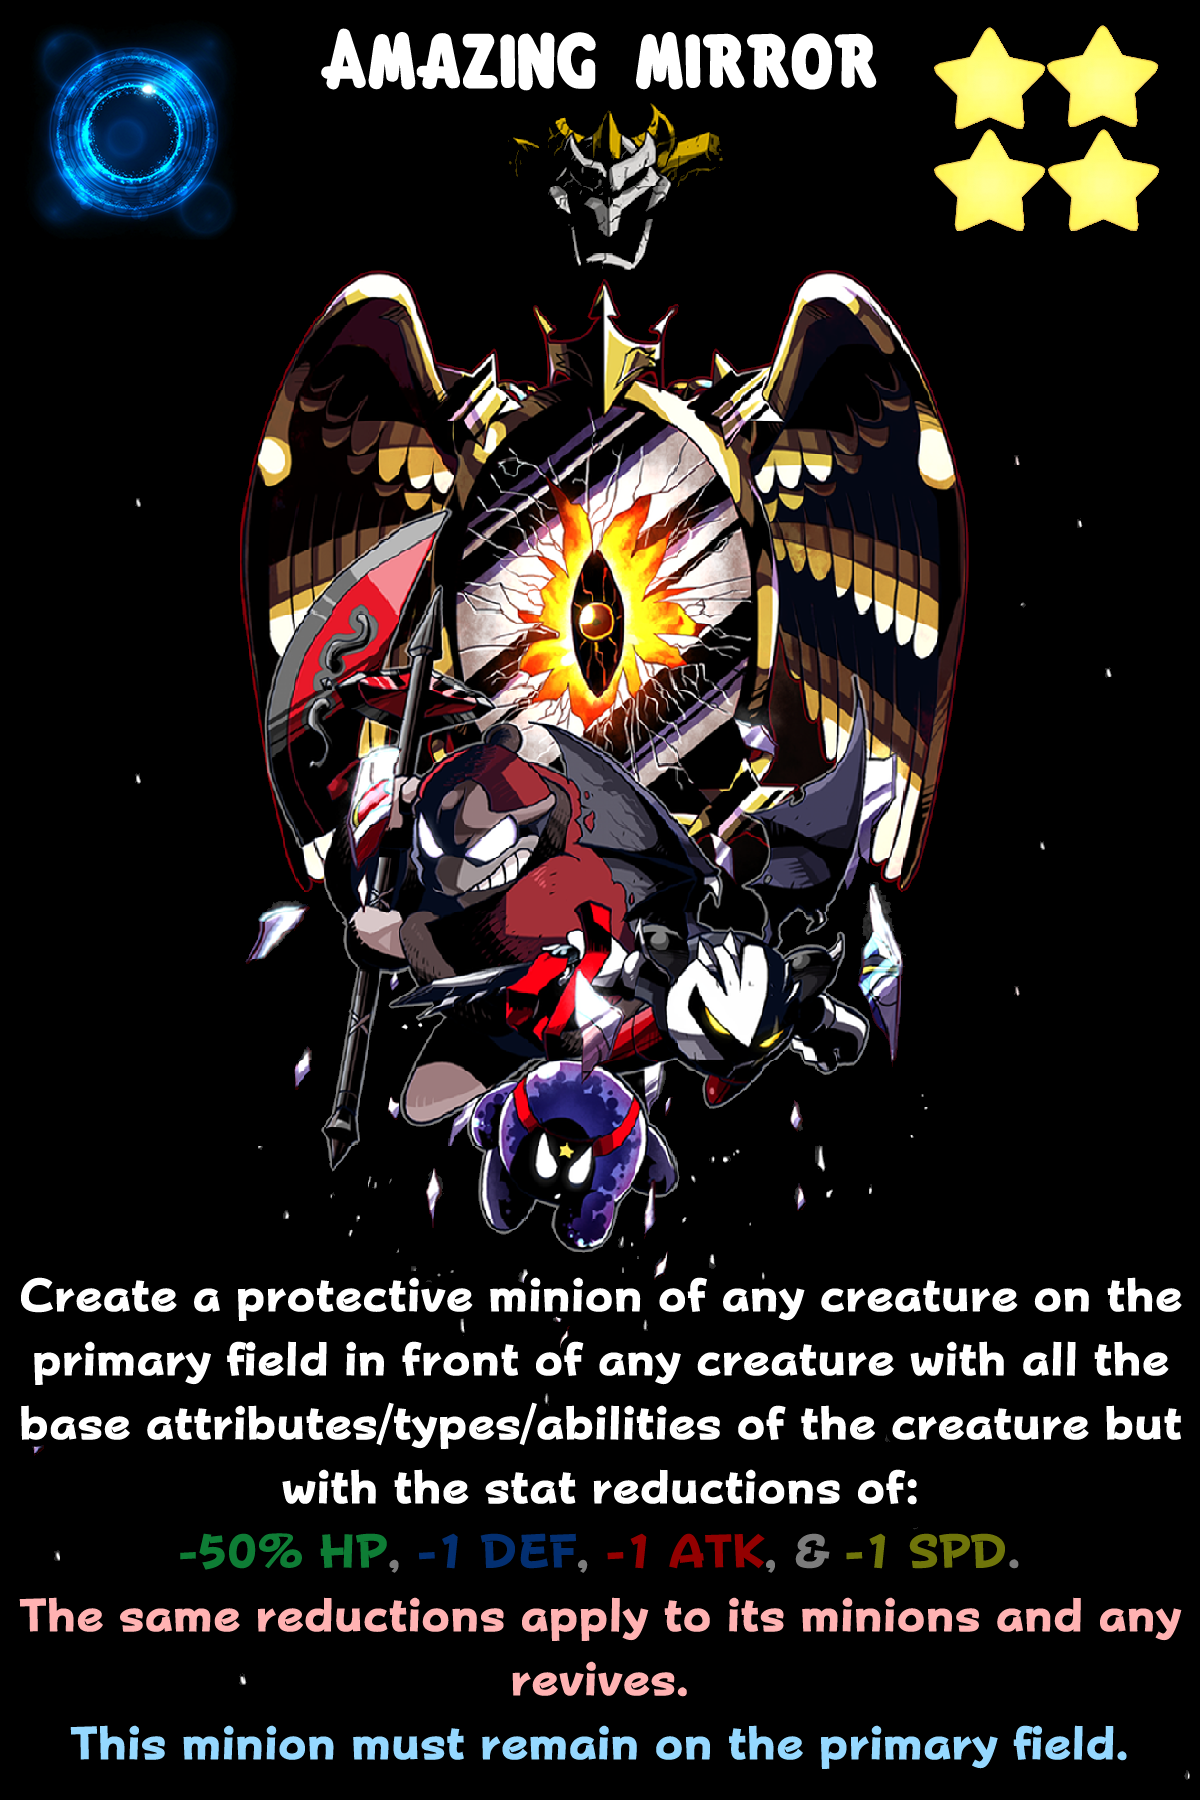 AMAZING MIRROR
Create a protective minion of any creature on the
primary field in front of any creature with all the
base attributes/types/abilities of the creature but
with the stat reductions of:
-50% HP, -1 DEF, -1 ATK, & -1 SPD.
The same reductions apply to its minions and any
revives.
This minion must remain on the primary field.